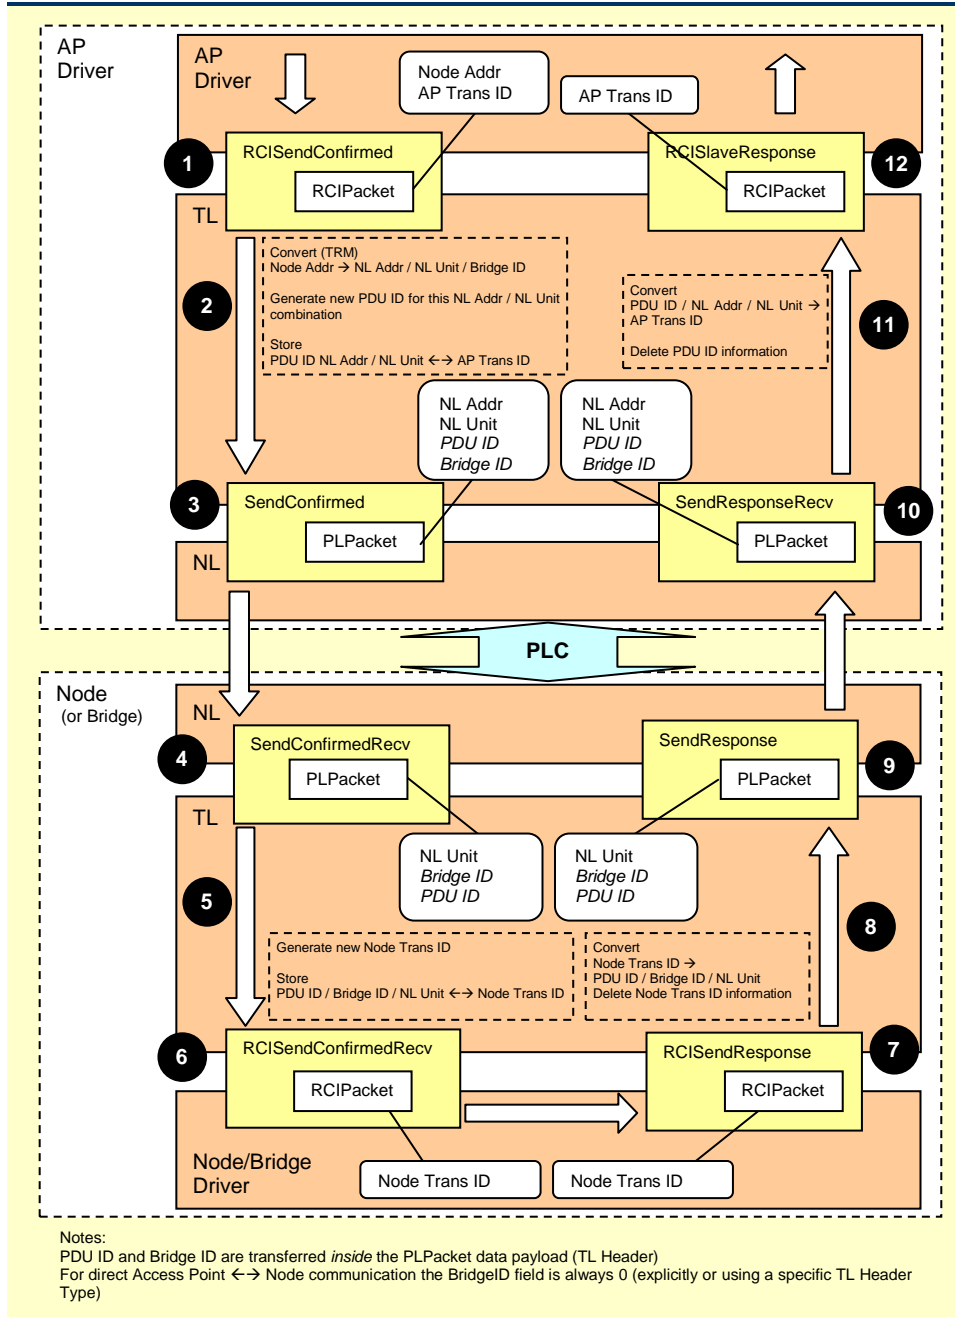 AP
Driver
AP
Driver
Node Addr
AP Trans ID
AP Trans ID
1
RCISendConfirmed
RCIPacket
RCISlaveResponse
RCIPacket
12
TL
2
Convert (TRM)
Node Addr → NL Addr / NL Unit / Bridge ID
Generate new PDU ID for this NL Addr / NL Unit
combination
Store
PDU ID NL Addr / NL Unit ←→ AP Trans ID
Convert
PDU ID / NL Addr / NL Unit →
AP Trans ID
Delete PDU ID information
11
NL Addr
NL Unit
PDU ID
Bridge ID
NL Addr
NL Unit
PDU ID
Bridge ID
3
SendConfirmed
PLPacket
SendResponseRecv
PLPacket
10
NL
PLC
Node
(or Bridge)
NL
4
SendConfirmedRecv
PLPacket
SendResponse
PLPacket
9
TL
NL Unit
Bridge ID
PDU ID
NL Unit
Bridge ID
PDU ID
5
8
Generate new Node Trans ID
Store
PDU ID / Bridge ID / NL Unit ←→ Node Trans ID
Convert
Node Trans ID →
PDU ID / Bridge ID / NL Unit
Delete Node Trans ID information
6
RCISendConfirmedRecv
RCIPacket
RCISendResponse
RCIPacket
7
Node/Bridge
Driver
Node Trans ID
Node Trans ID
Notes:
PDU ID and Bridge ID are transferred inside the PLPacket data payload (TL Header)
For direct Access Point ←→ Node communication the BridgeID field is always 0 (explicitly or using a specific TL Header
Type)